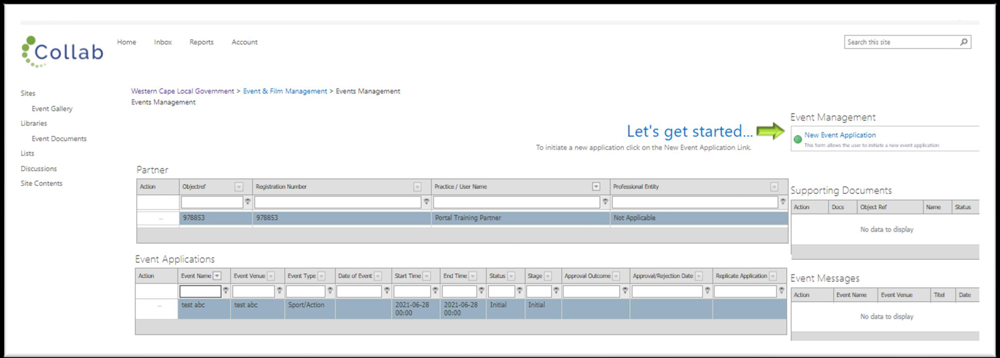 Collab
Home Inbox Reports Account
Search this site
Sites
Event Gallery
Libraries
Event Documents
Lists
Discussions
Site Contents
Western Cape Local Government > Event & Film Management > Events Management
Events Management
Let's get started...
To initiate a new application click on the New Event Application Link.
Event Management
New Event Application
This form allows the user to initiate a new event application
Partner
Action Objectref Registration Number Practice / User Name Professional Entity
... 978853 978853 Portal Training Partner Not Applicable
Supporting Documents
Action Docs Object Ref Name Status
No data to display
Event Applications
Action Event Name Event Venue Event Type Date of Event Start Time End Time Status Stage Approval Outcome Approval/Rejection Date Replicate Application
... test abc test abc Sport/Action 2021-06-28 2021-06-28 Initial Initial
00:00 00:00
Event Messages
Action Event Name Event Venue Titel Date
No data to display